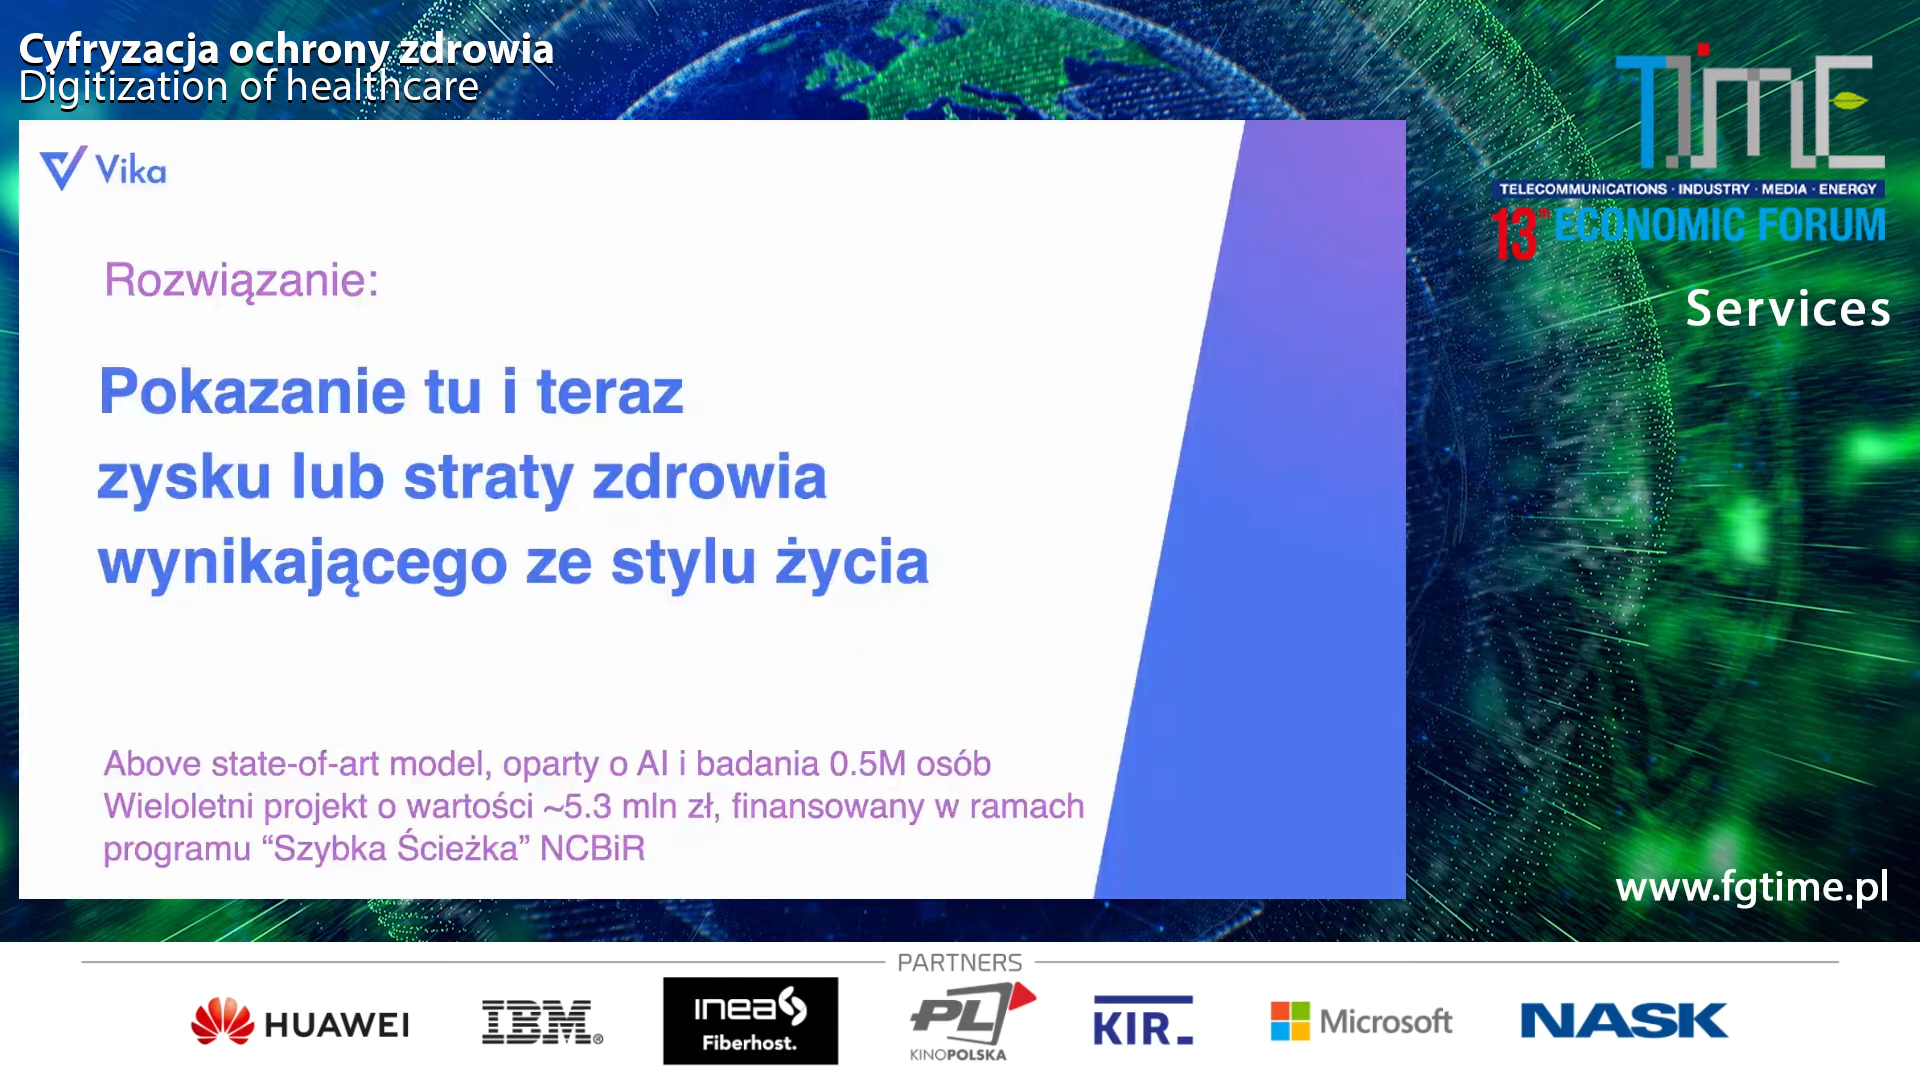 Cyfryzacja ochrony zdrowia
Digitization of healthcare
TIME
TELECOMMUNICATIONS · INDUSTRY · MEDIA · ENERGY
13th ECONOMIC FORUM
Services
Vika
Rozwiązanie:
Pokazanie tu i teraz
zysku lub straty zdrowia
wynikającego ze stylu życia
Above state-of-art model, oparty o AI i badania 0.5M osób
Wieloletni projekt o wartości ~5.3 mln zł, finansowany w ramach
programu “Szybka Ścieżka” NCBiR
www.fgtime.pl
PARTNERS
HUAWEI
IBM®
inea
Fiberhost.
PL
KINOPOLSKA
KIR_
Microsoft
NASK